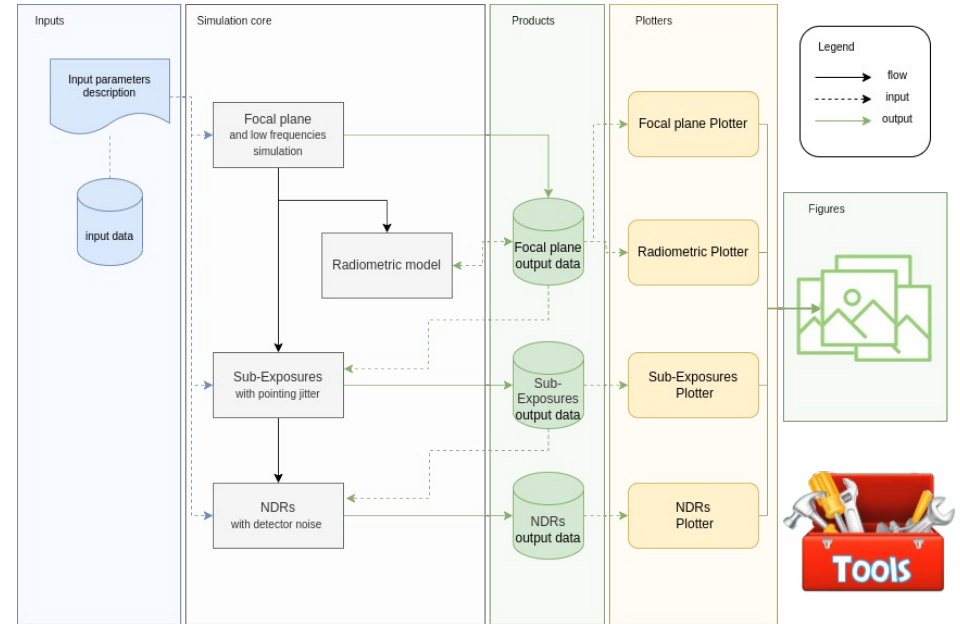 Inputs
Simulation core
Products
Plotters
Legend
flow
input
output
Input parameters
description
input data
Focal plane
and low frequencies
simulation
Radiometric model
Sub-Exposures
with pointing jitter
NDRs
with detector noise
Focal plane
output data
Sub-
Exposures
output data
NDRs
output data
Focal plane Plotter
Radiometric Plotter
Sub-Exposures
Plotter
NDRs
Plotter
Figures
Tools